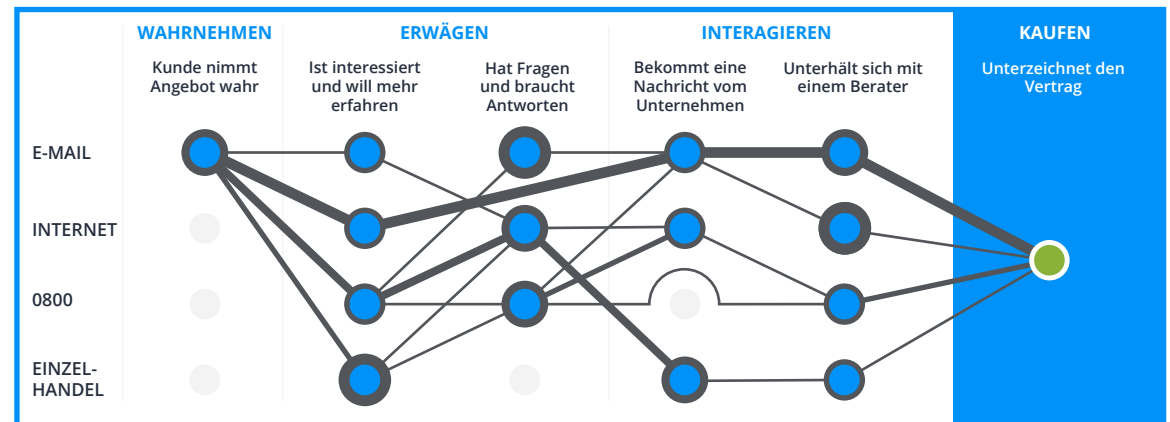 WAHRNEHMEN
ERWÄGEN
INTERAGIEREN
KAUFEN
Kunde nimmt
Angebot wahr
Ist interessiert
und will mehr
erfahren
Hat Fragen
und braucht
Antworten
Bekommt eine
Nachricht vom
Unternehmen
Unterhält sich mit
einem Berater
Unterzeichnet den
Vertrag
E-MAIL
INTERNET
0800
EINZEL-
HANDEL